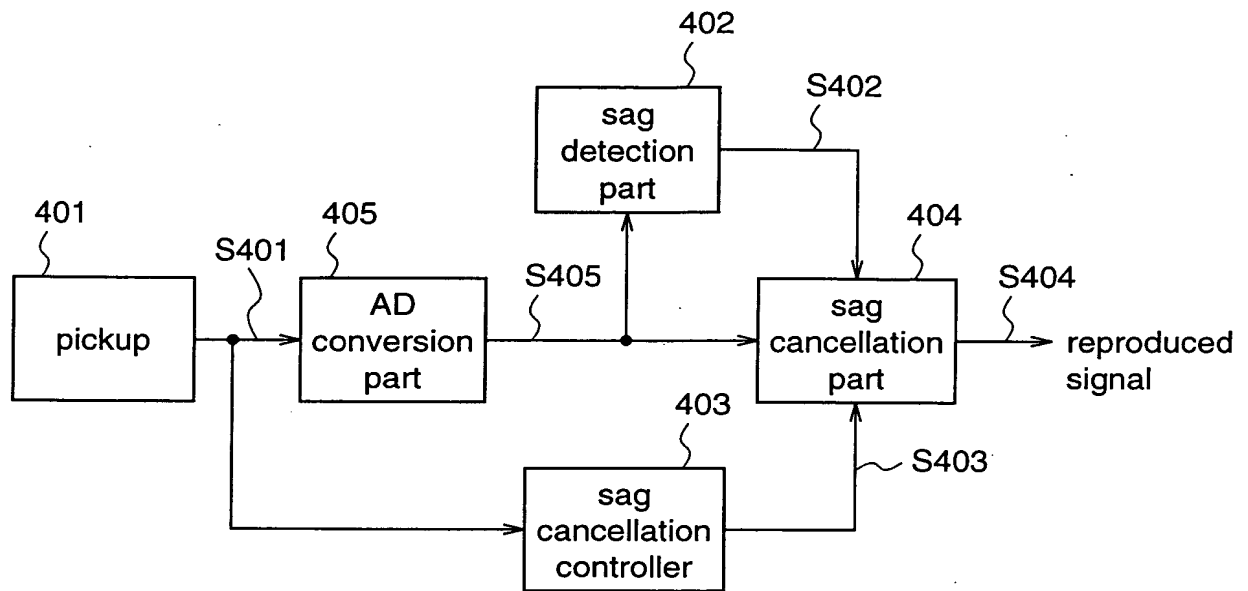 402
sag
detection
part
S402
401
pickup
S401
405
AD
conversion
part
S405
404
sag
cancellation
part
S404
reproduced
signal
403
sag
cancellation
controller
S403